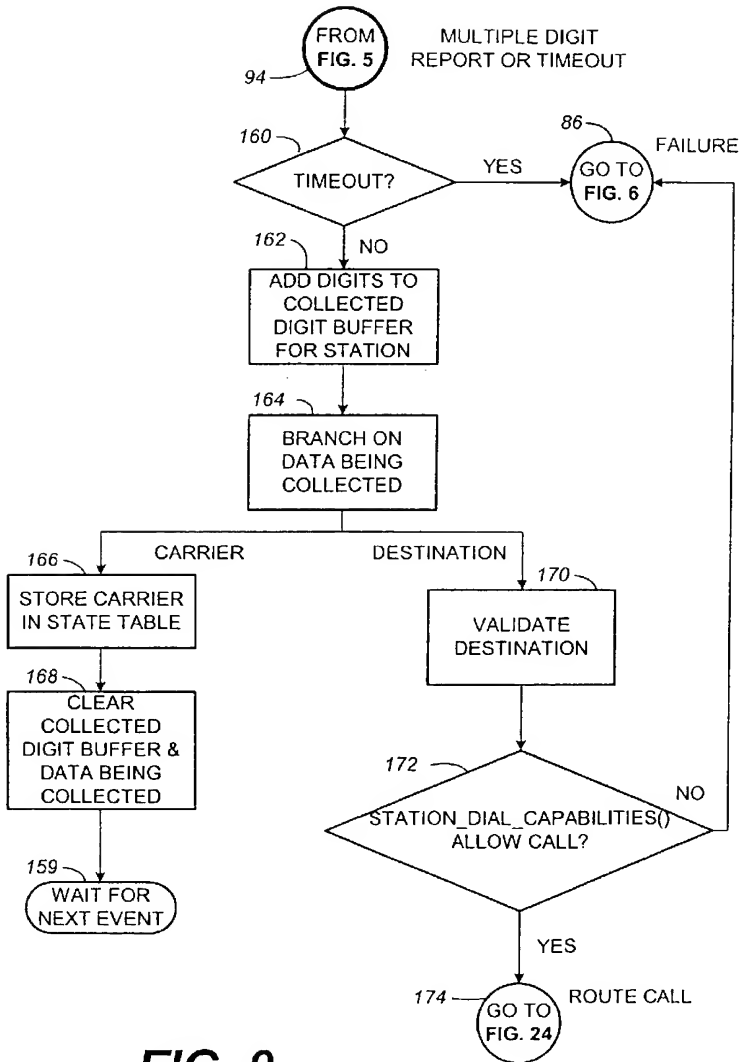 FROM
FIG. 5
MULTIPLE DIGIT
REPORT OR TIMEOUT
94
160
TIMEOUT?
YES
86
FAILURE
GO TO
FIG. 6
NO
162
ADD DIGITS TO
COLLECTED
DIGIT BUFFER
FOR STATION
164
BRANCH ON
DATA BEING
COLLECTED
CARRIER
DESTINATION
166
STORE CARRIER
IN STATE TABLE
170
VALIDATE
DESTINATION
168
CLEAR
COLLECTED
DIGIT BUFFER &
DATA BEING
COLLECTED
172
STATION_DIAL_CAPABILITIES()
ALLOW CALL?
NO
159
WAIT FOR
NEXT EVENT
YES
174
GO TO
FIG. 24
ROUTE CALL
FIG.